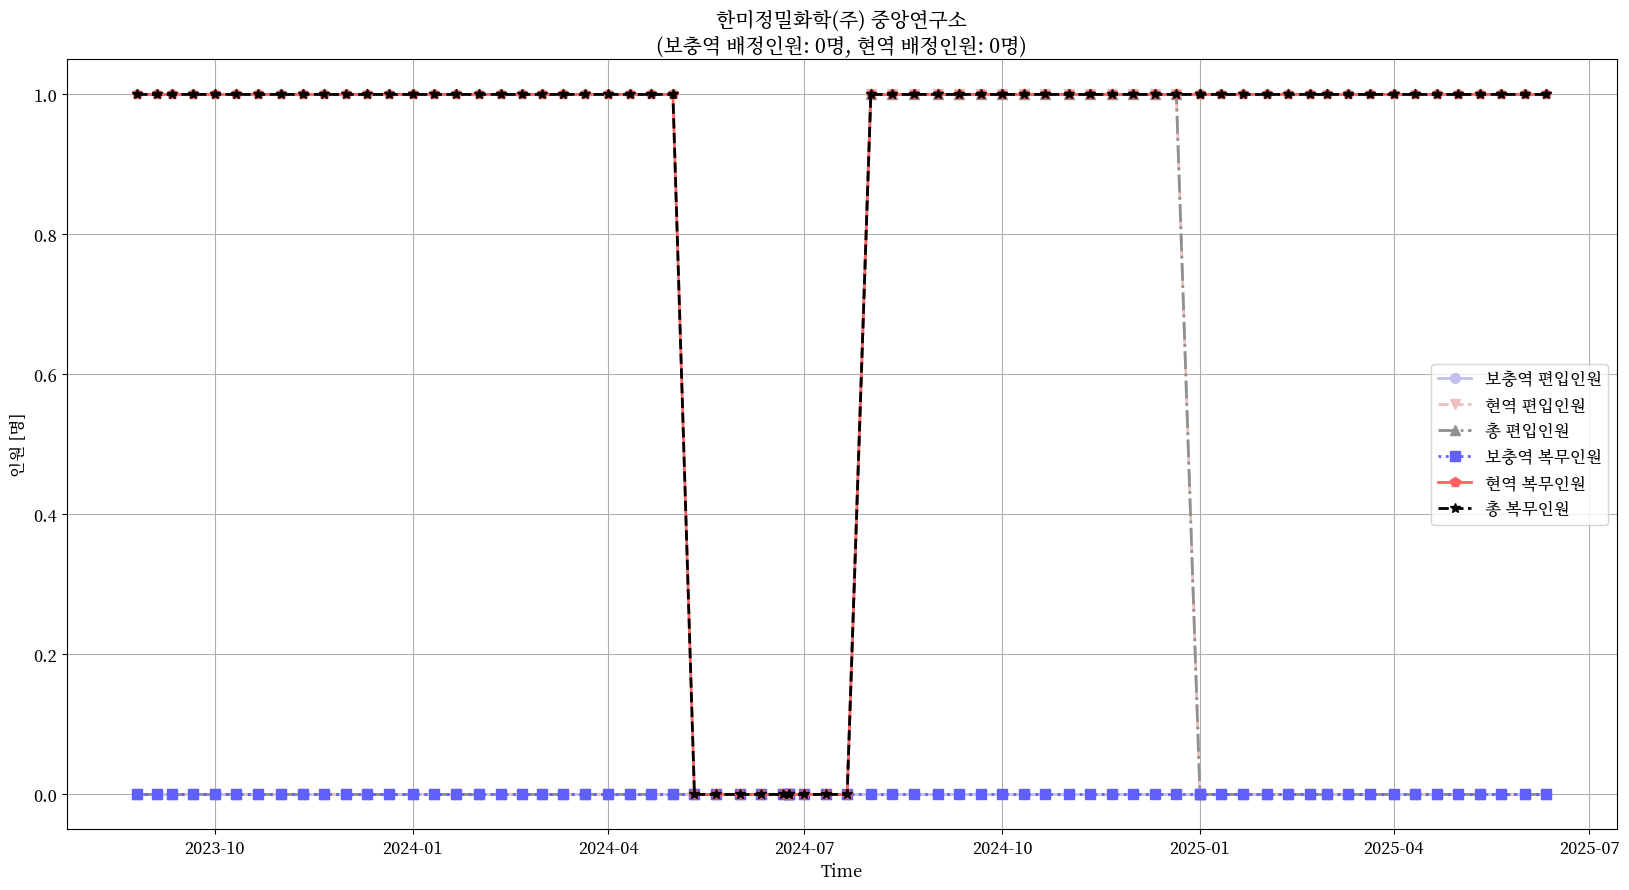 한미정밀화학(주) 중앙연구소
(보충역 배정인원: 0명, 현역 배정인원: 0명)
인원 [명]
1.0
0.8
0.6
0.4
0.2
0.0
보충역 편입인원
현역 편입인원
총 편입인원
보충역 복무인원
현역 복무인원
총 복무인원
2023-10 2024-01 2024-04 2024-07 2024-10 2025-01 2025-04 2025-07
Time